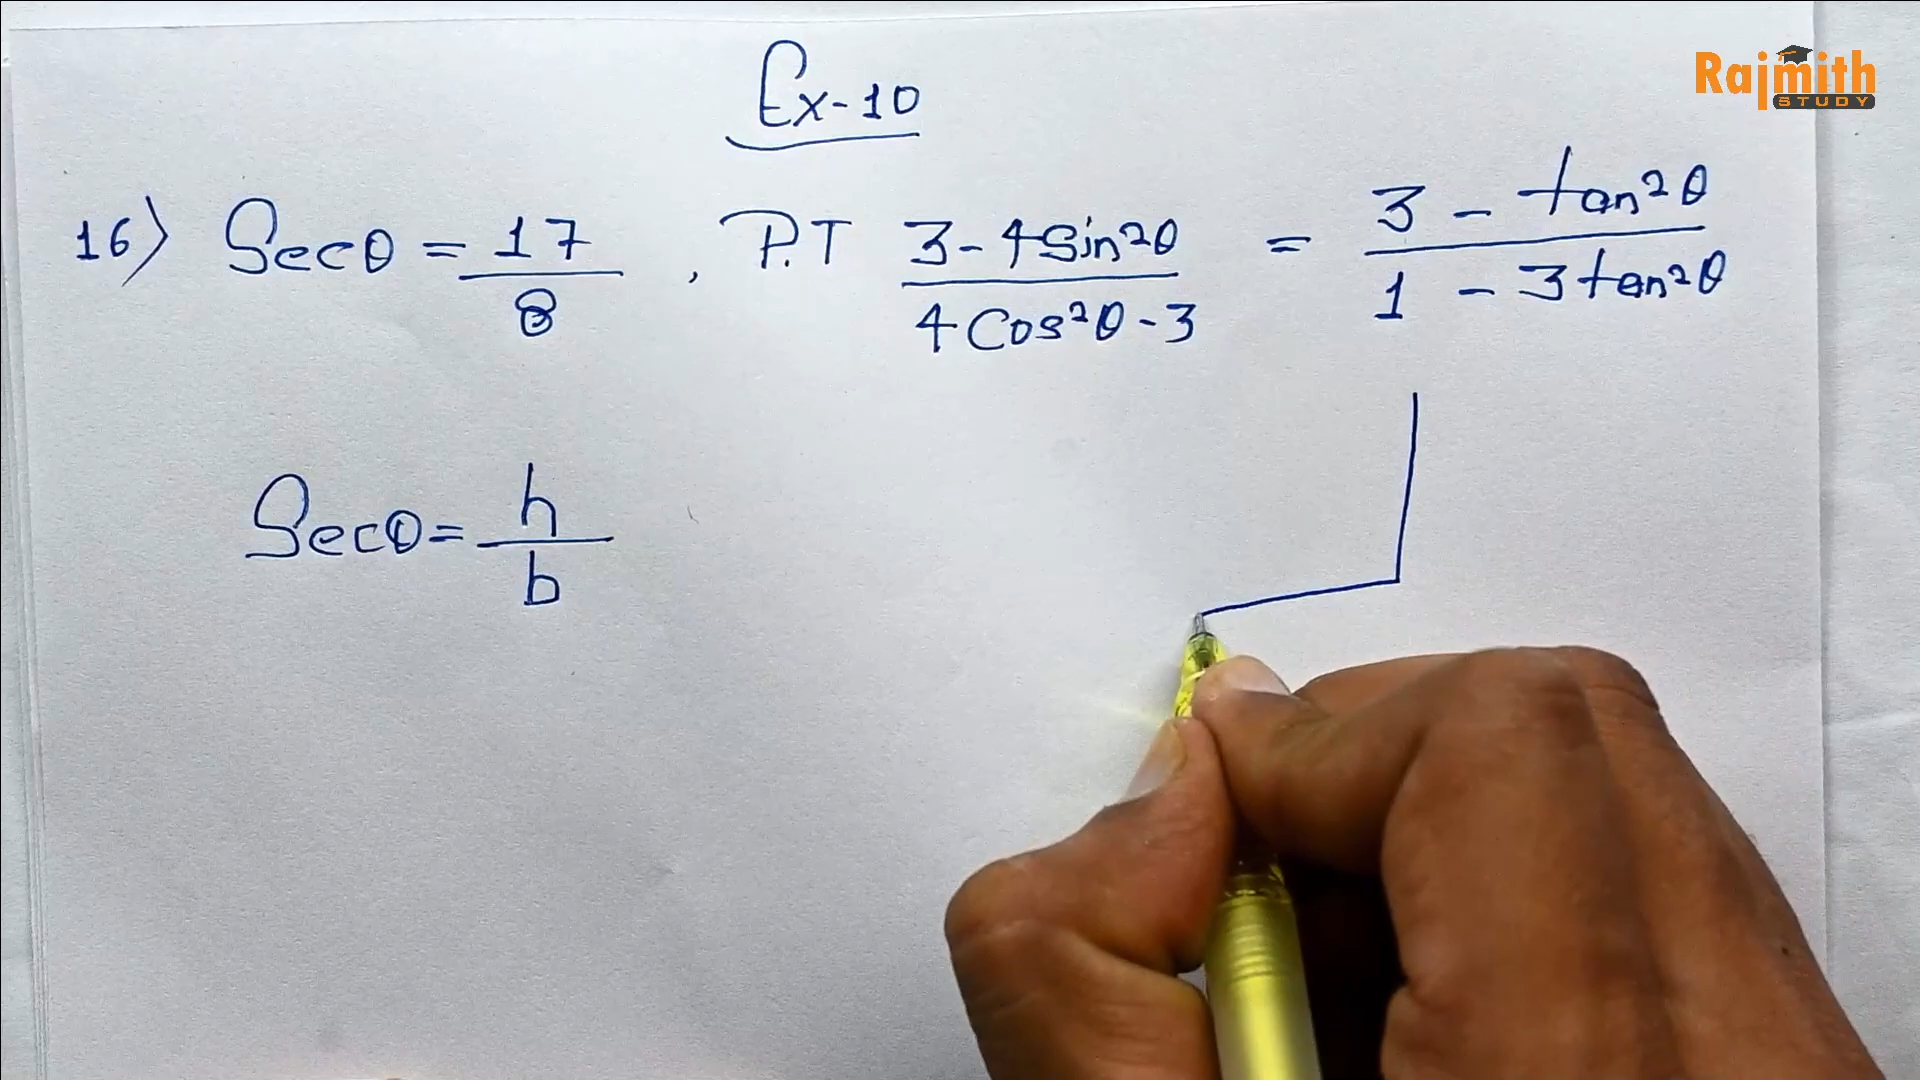 Rajmith
STUDY
Ex-10
16) Secθ = 17/8 , P.T (3-4Sin²θ)/(4Cos²θ-3) = (3 - tan²θ)/(1 - 3tan²θ)
Secθ = h/b